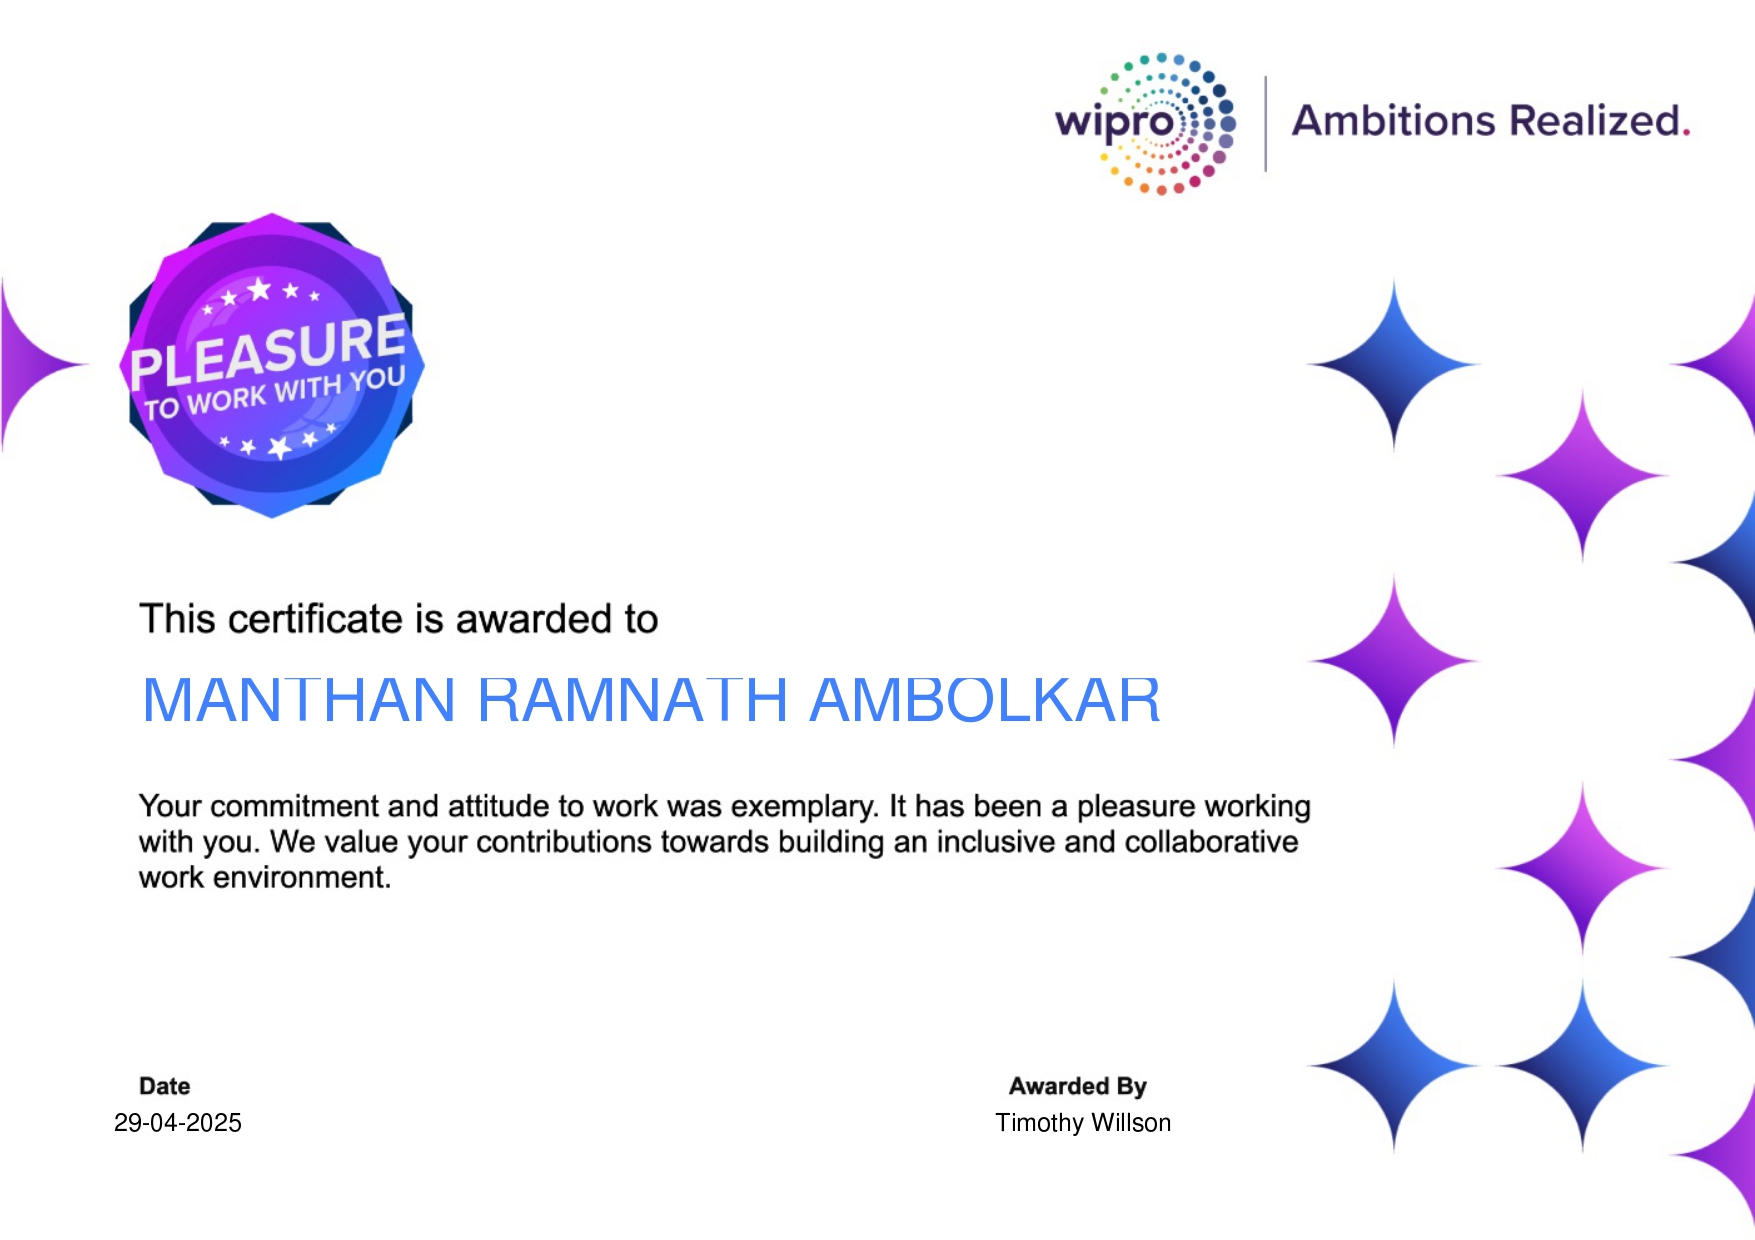 wipro
Ambitions Realized.
PLEASURE
TO WORK WITH YOU
This certificate is awarded to
MANTHAN RAMNATH AMBOLKAR
Your commitment and attitude to work was exemplary. It has been a pleasure working
with you. We value your contributions towards building an inclusive and collaborative
work environment.
Date
29-04-2025
Awarded By
Timothy Willson